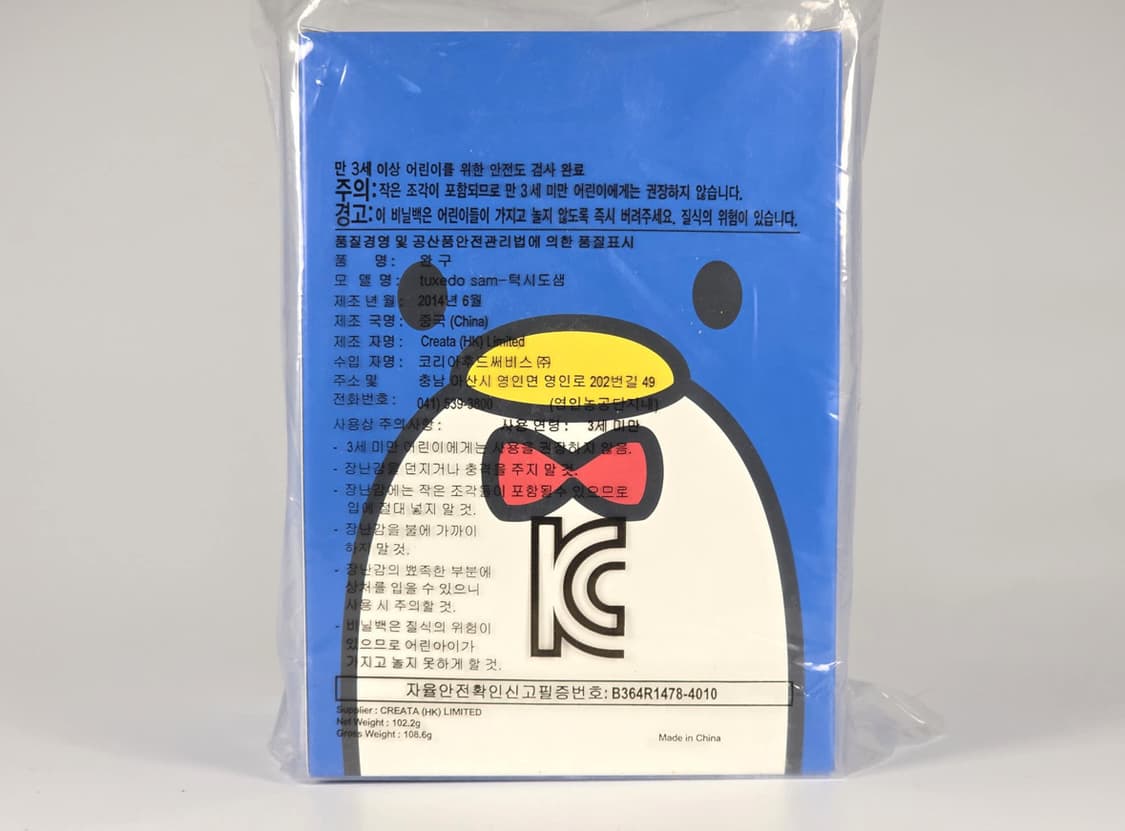 만 3세 이상 어린이를 위한 안전도 검사 완료
주의: 작은 조각이 포함되므로 만 3세 미만 어린이에게는 권장하지 않습니다.
경고: 이 비닐백은 어린이들이 가지고 놀지 않도록 즉시 버려주세요. 질식의 위험이 있습니다.
품질경영 및 공산품안전관리법에 의한 품질표시
품 명: 완구
모 델 명: tuxedo sam-턱시도샘
제조 년 월: 2014년 6월
제조 국명: 중국 (China)
제조 자명: Creata (HK) Limited
수입 자명: 코리아후드써비스 ㈜
주소 및 충남 아산시 영인면 영인로 202번길 49
전화번호: 041) 539-3800 (영인농공단지내)
사용상 주의사항: 사용 연령: 3세 미만
- 3세 미만 어린이에게는 사용을 권장하지 않음.
- 장난감을 던지거나 충격을 주지 말 것.
- 장난감에는 작은 조각들이 포함될수 있으므로
입에 절대 넣지 말 것.
- 장난감을 불에 가까이
하지 말 것.
- 장난감의 뾰족한 부분에
상처를 입을 수 있으니
사용 시 주의할 것.
- 비닐백은 질식의 위험이
있으므로 어린아이가
가지고 놀지 못하게 할 것.
KC
자율안전확인신고필증번호: B364R1478-4010
Supplier : CREATA (HK) LIMITED
Net Weight : 102.2g
Gross Weight : 108.6g
Made in China